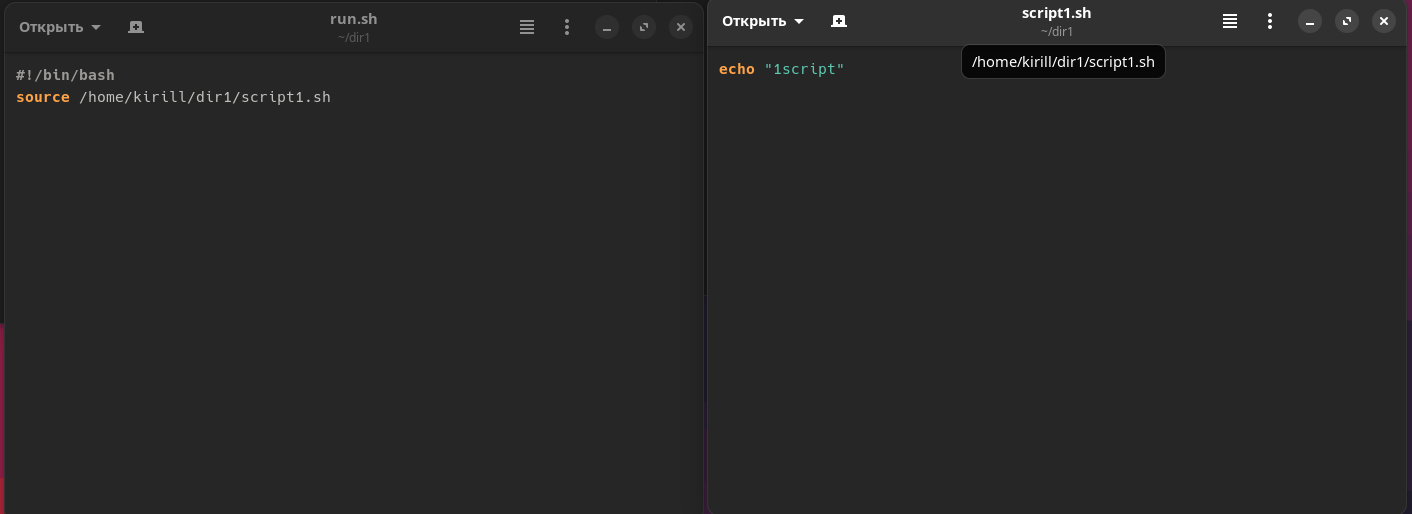 Открыть
run.sh
~/dir1
#!/bin/bash
source /home/kirill/dir1/script1.sh
Открыть
script1.sh
~/dir1
/home/kirill/dir1/script1.sh
echo "1script"